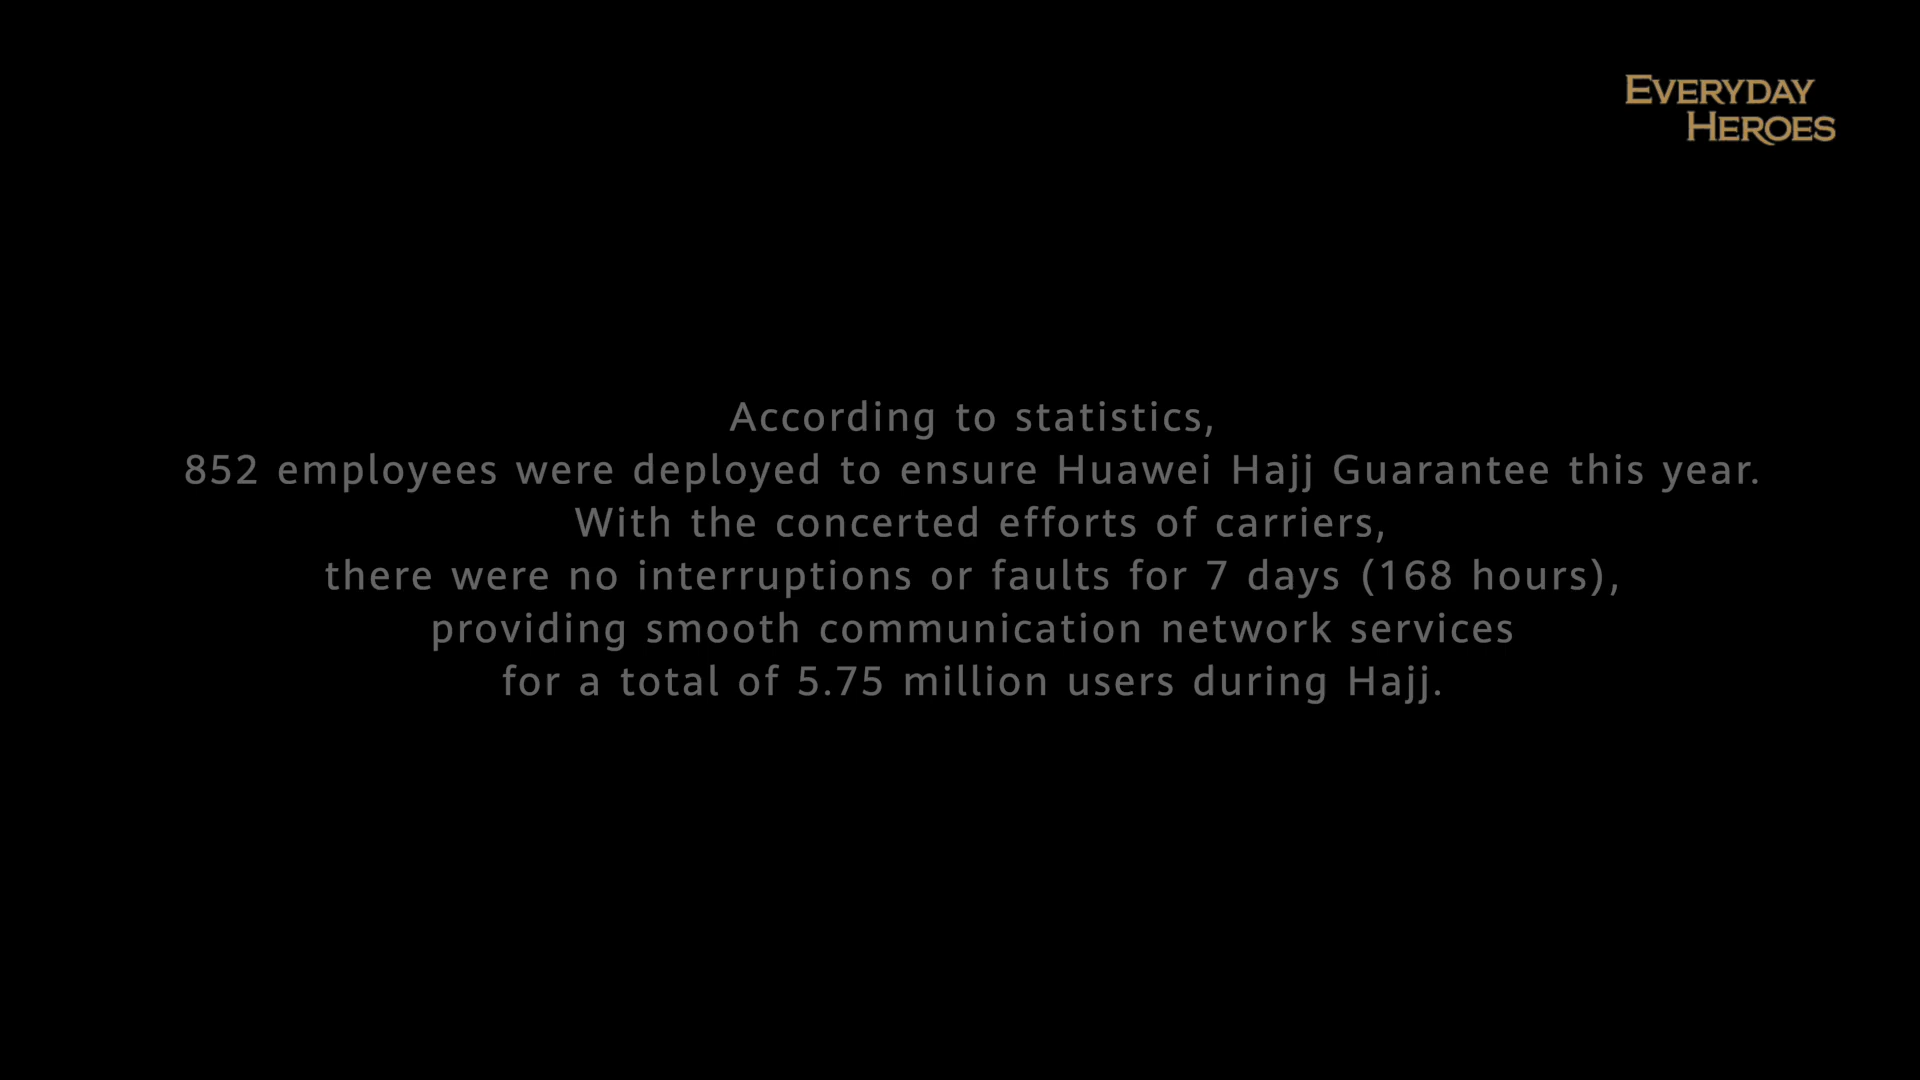 EVERYDAY
HEROES
According to statistics,
852 employees were deployed to ensure Huawei Hajj Guarantee this year.
With the concerted efforts of carriers,
there were no interruptions or faults for 7 days (168 hours),
providing smooth communication network services
for a total of 5.75 million users during Hajj.